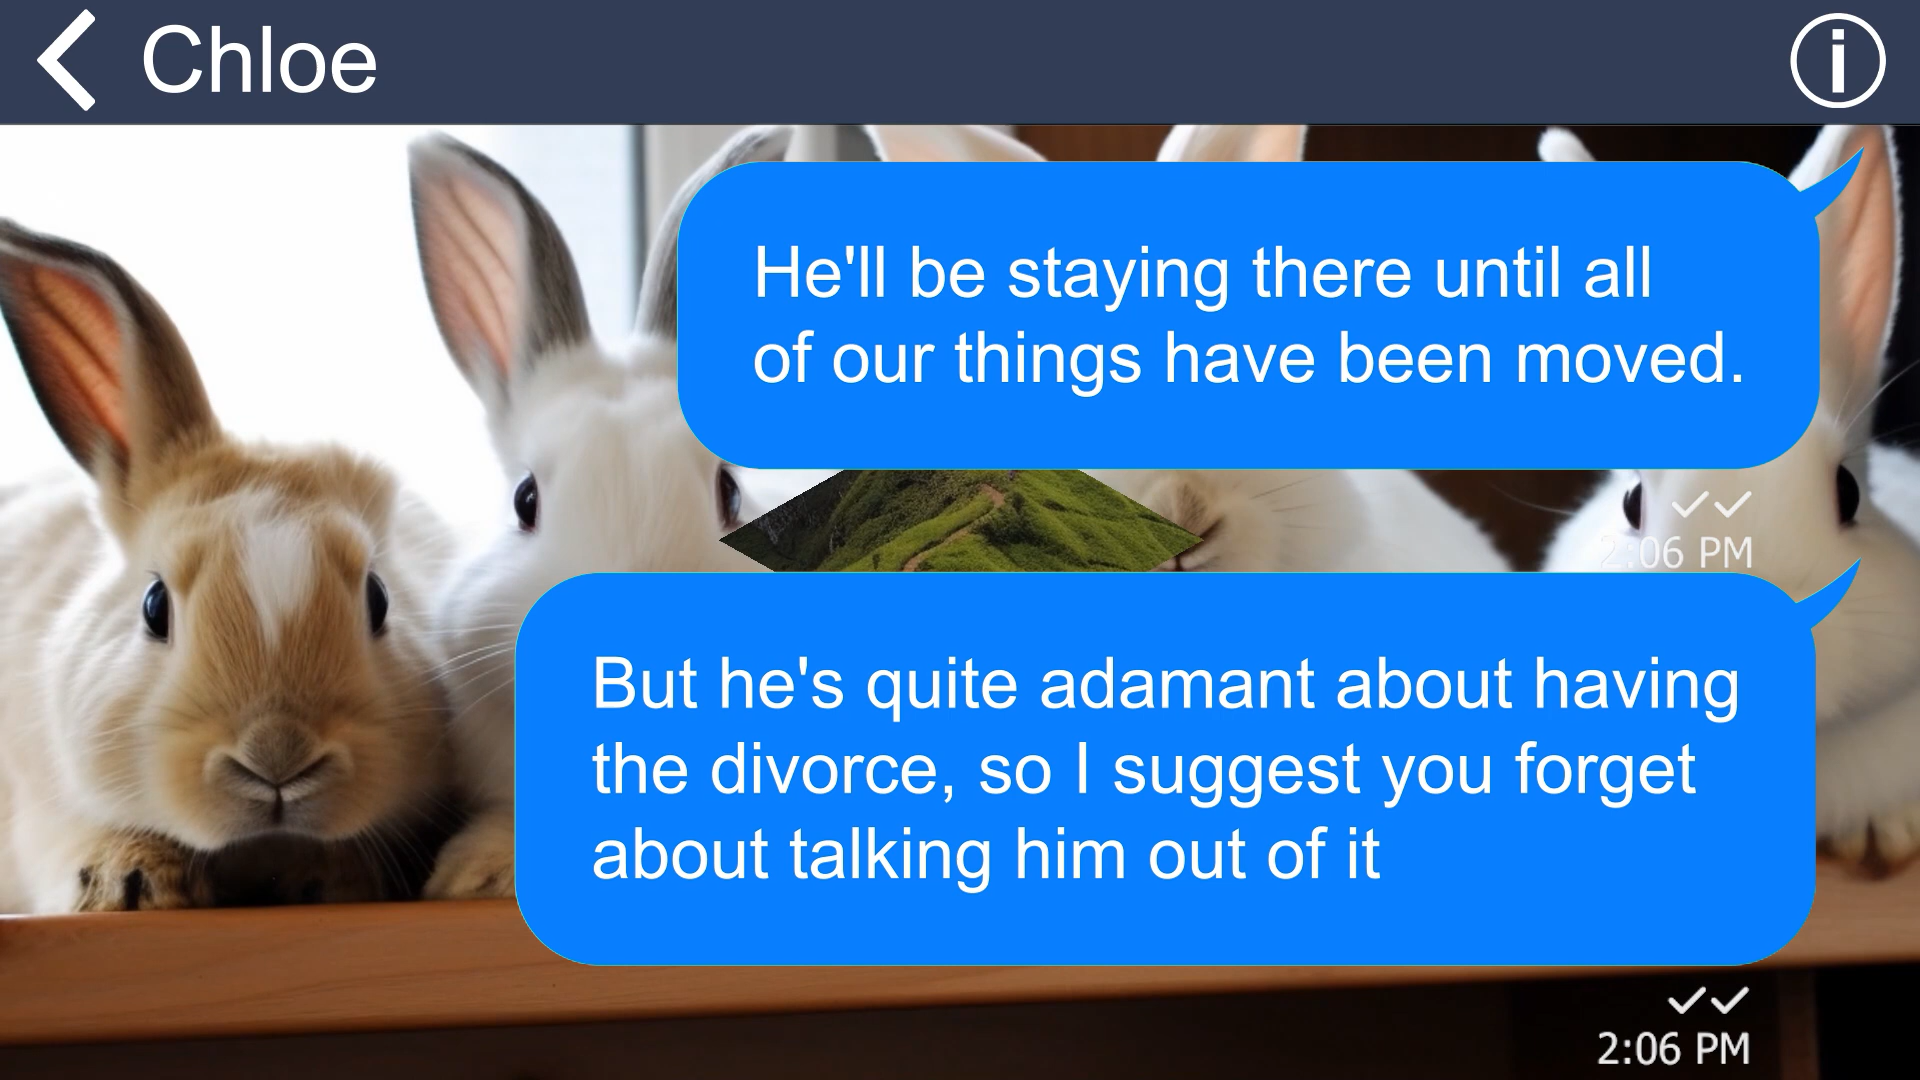 Chloe
He'll be staying there until all
of our things have been moved.
2:06 PM
But he's quite adamant about having
the divorce, so I suggest you forget
about talking him out of it
2:06 PM